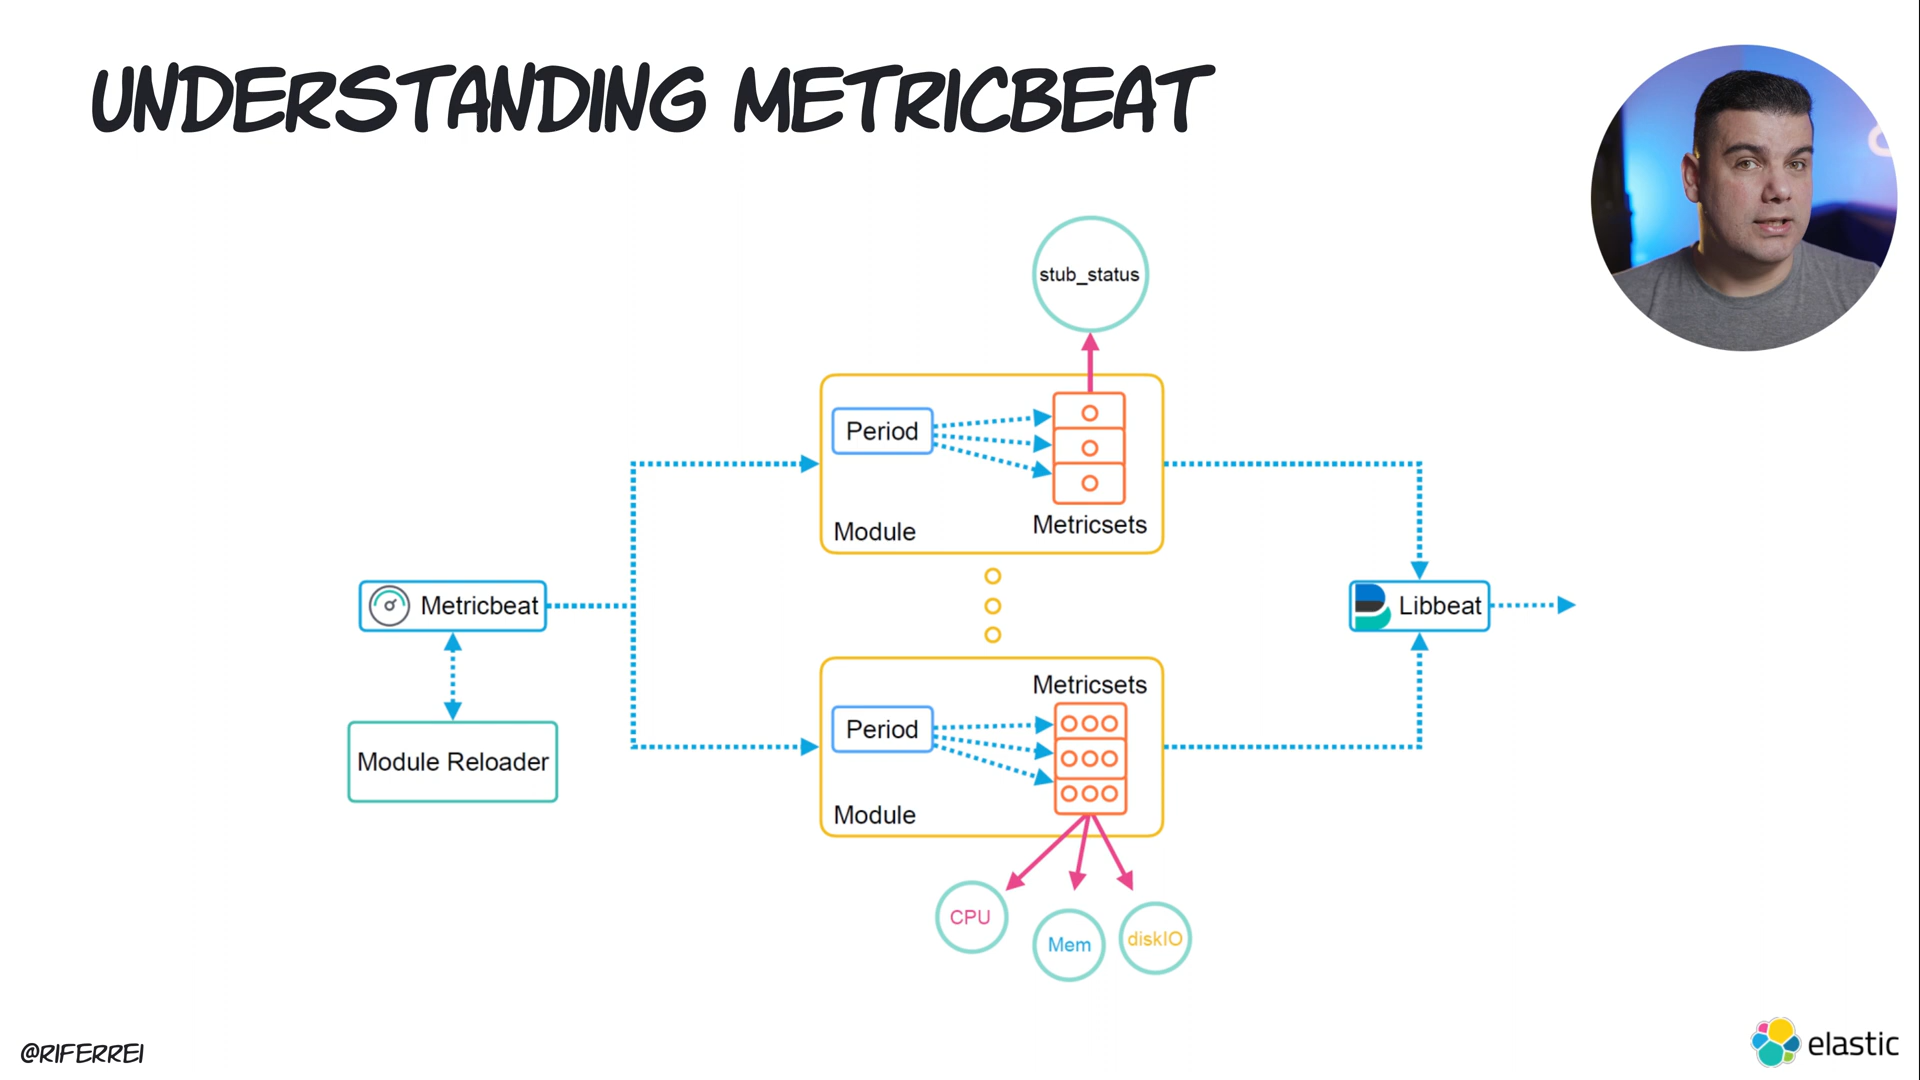 UNDERSTANDING METRICBEAT
stub_status
Period
Module
Metricsets
Metricbeat
Libbeat
Module Reloader
Metricsets
Period
Module
CPU
Mem
diskIO
@RIFERREI
elastic